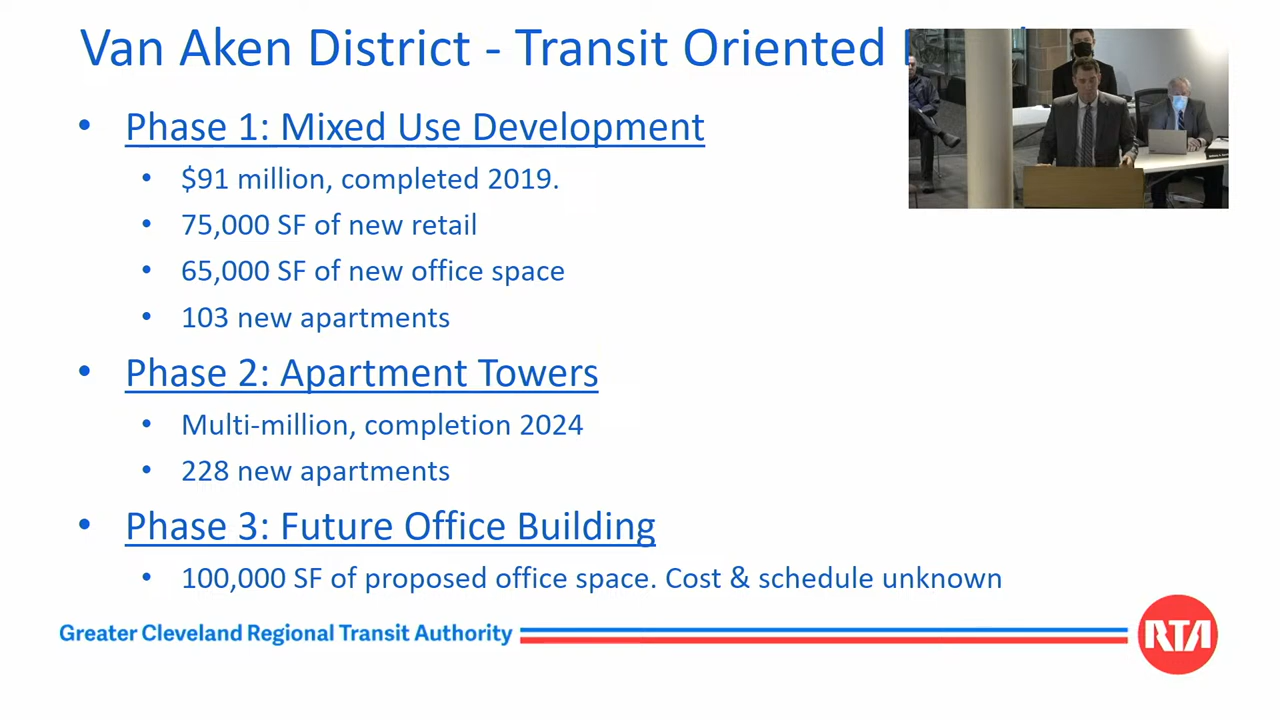 Van Aken District - Transit Oriented
Phase 1: Mixed Use Development
$91 million, completed 2019.
75,000 SF of new retail
65,000 SF of new office space
103 new apartments
Phase 2: Apartment Towers
Multi-million, completion 2024
228 new apartments
Phase 3: Future Office Building
100,000 SF of proposed office space. Cost & schedule unknown
Greater Cleveland Regional Transit Authority
RTA